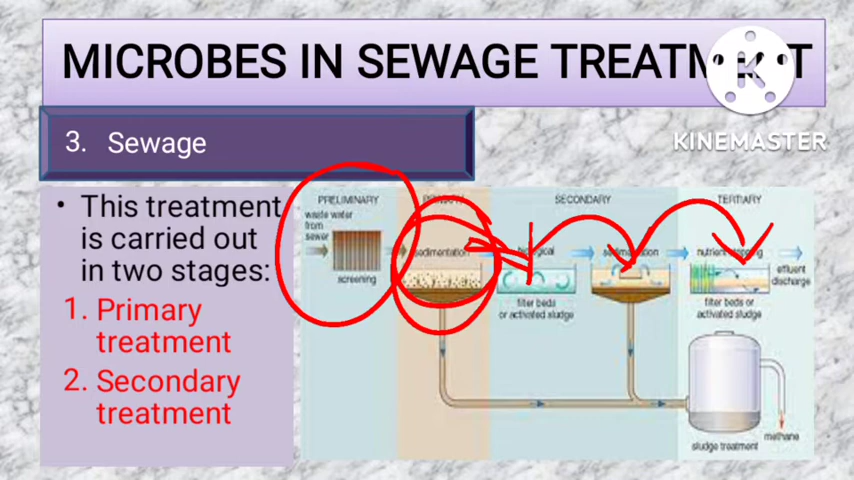 MICROBES IN SEWAGE TREATMENT
KINEMASTER
3. Sewage
• This treatment
is carried out
in two stages:
1. Primary
treatment
2. Secondary
treatment
PRELIMINARY
SECONDARY
TERTIARY
waste water
from
sewer
screening
sedimentation
filter beds
or activated sludge
filter beds or
activated sludge
effluent
discharge
sludge treatment
methane